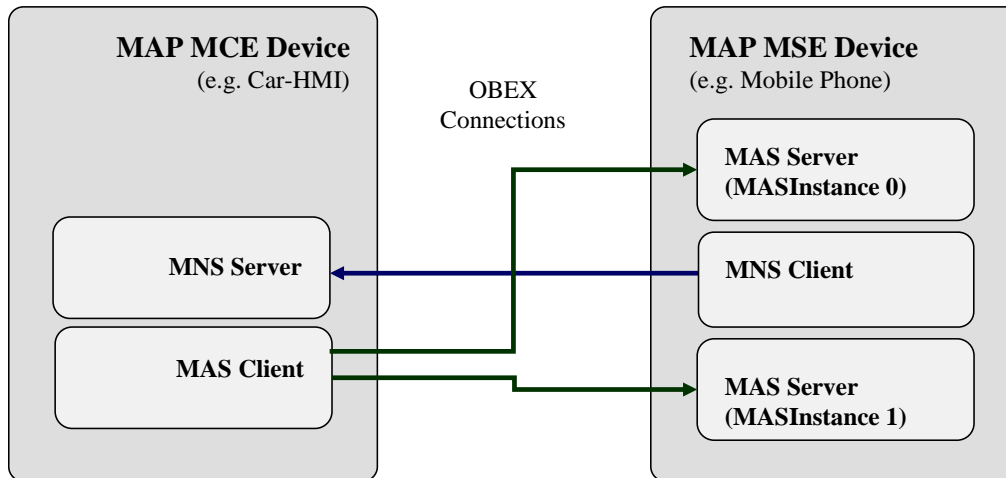 MAP MCE Device
(e.g. Car-HMI)
MNS Server
MAS Client
OBEX
Connections
MAP MSE Device
(e.g. Mobile Phone)
MAS Server
(MASInstance 0)
MNS Client
MAS Server
(MASInstance 1)